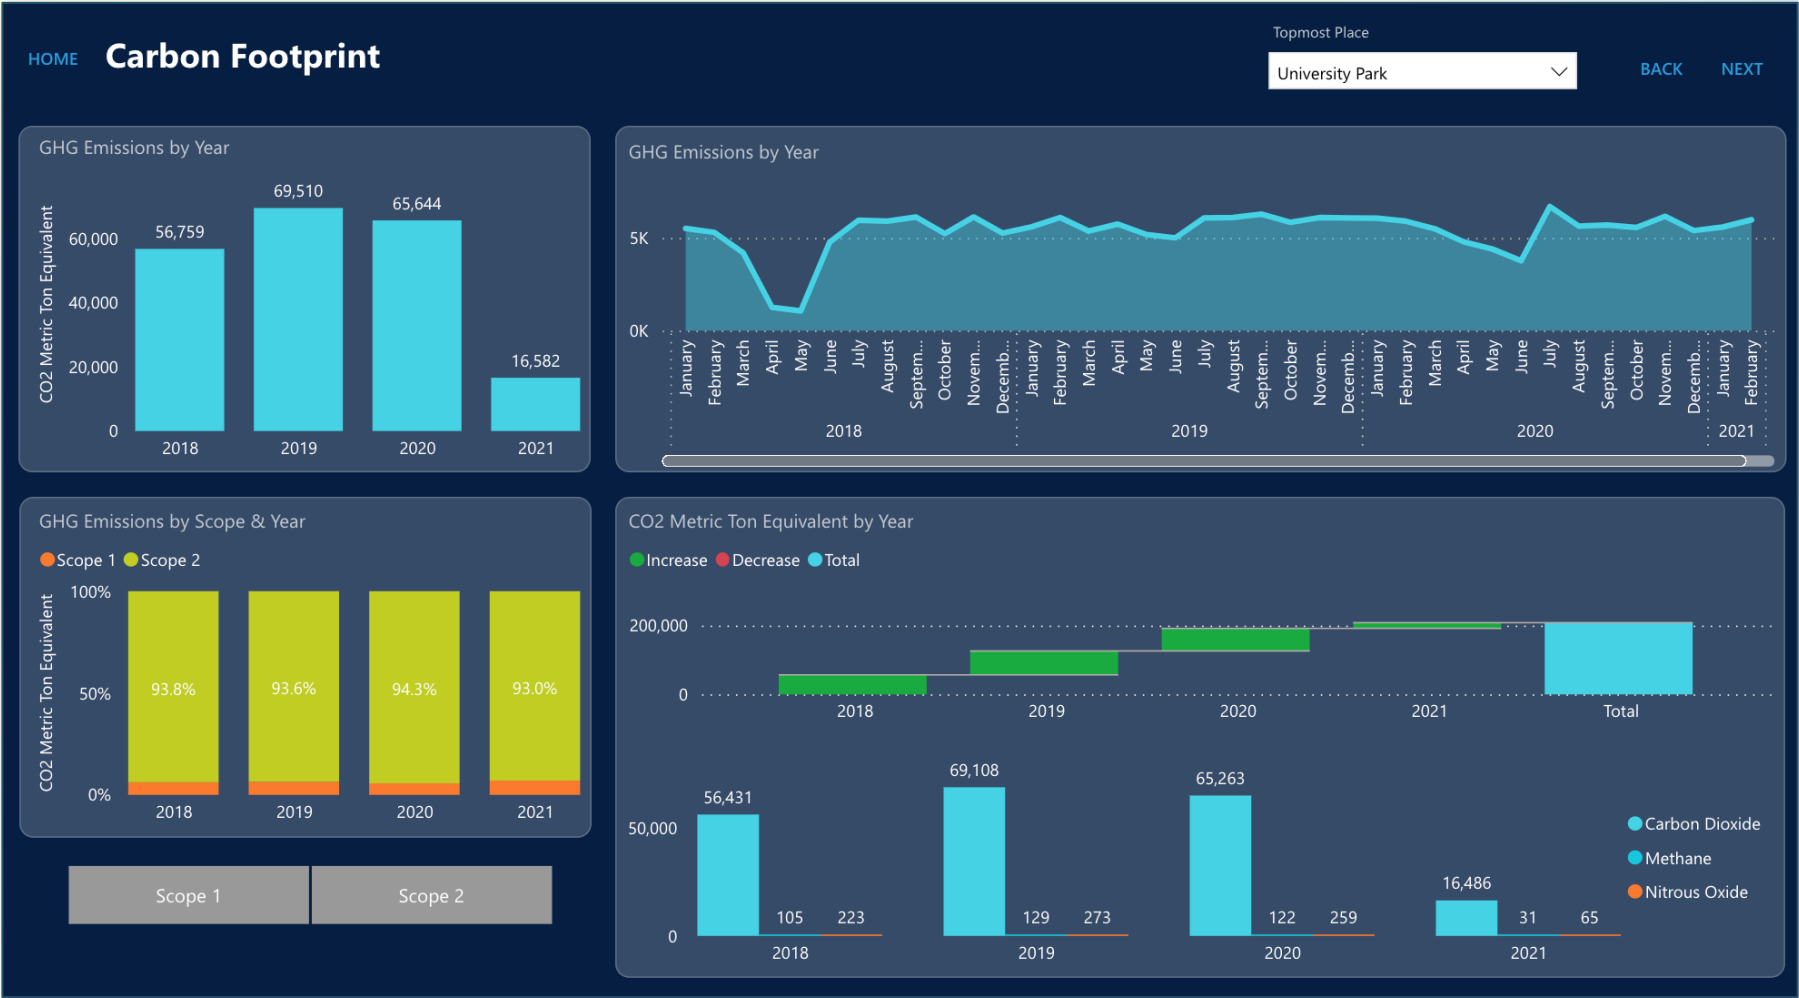 HOME
Carbon Footprint
Topmost Place
University Park
BACK
NEXT
GHG Emissions by Year
CO2 Metric Ton Equivalent
60,000
40,000
20,000
0
56,759
69,510
65,644
16,582
2018
2019
2020
2021
GHG Emissions by Year
5K
0K
January
February
March
April
May
June
July
August
Septem...
October
Novem...
Decemb...
January
February
March
April
May
June
July
August
Septem...
October
Novem...
Decemb...
January
February
March
April
May
June
July
August
Septem...
October
Novem...
Decemb...
January
February
2018
2019
2020
2021
GHG Emissions by Scope & Year
Scope 1
Scope 2
CO2 Metric Ton Equivalent
100%
50%
0%
93.8%
93.6%
94.3%
93.0%
2018
2019
2020
2021
Scope 1
Scope 2
CO2 Metric Ton Equivalent by Year
Increase
Decrease
Total
200,000
0
2018
2019
2020
2021
Total
50,000
0
56,431
105
223
69,108
129
273
65,263
122
259
16,486
31
65
2018
2019
2020
2021
Carbon Dioxide
Methane
Nitrous Oxide